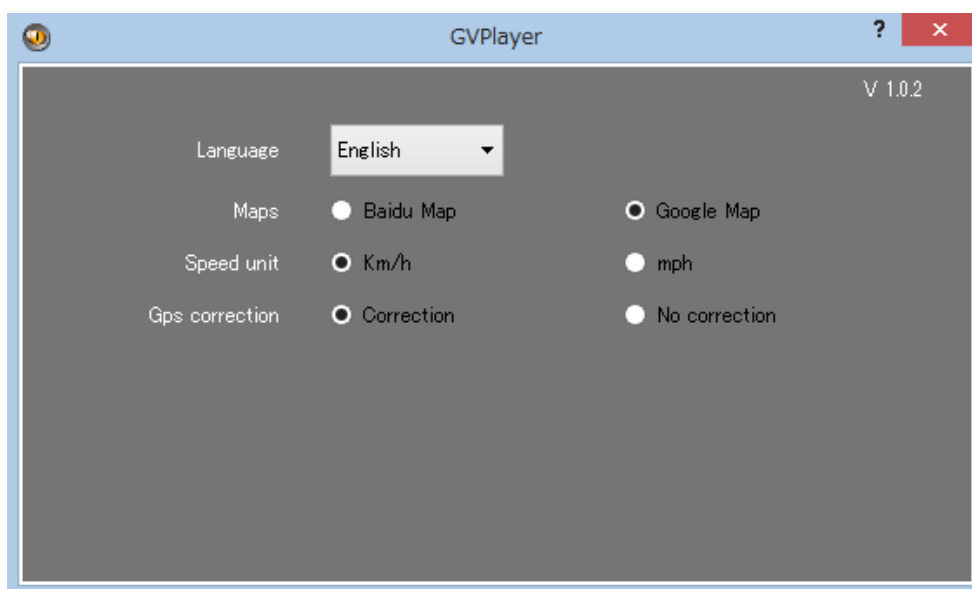 GVPlayer ? ×
V 1.0.2
Language English
Maps Baidu Map Google Map
Speed unit Km/h mph
Gps correction Correction No correction